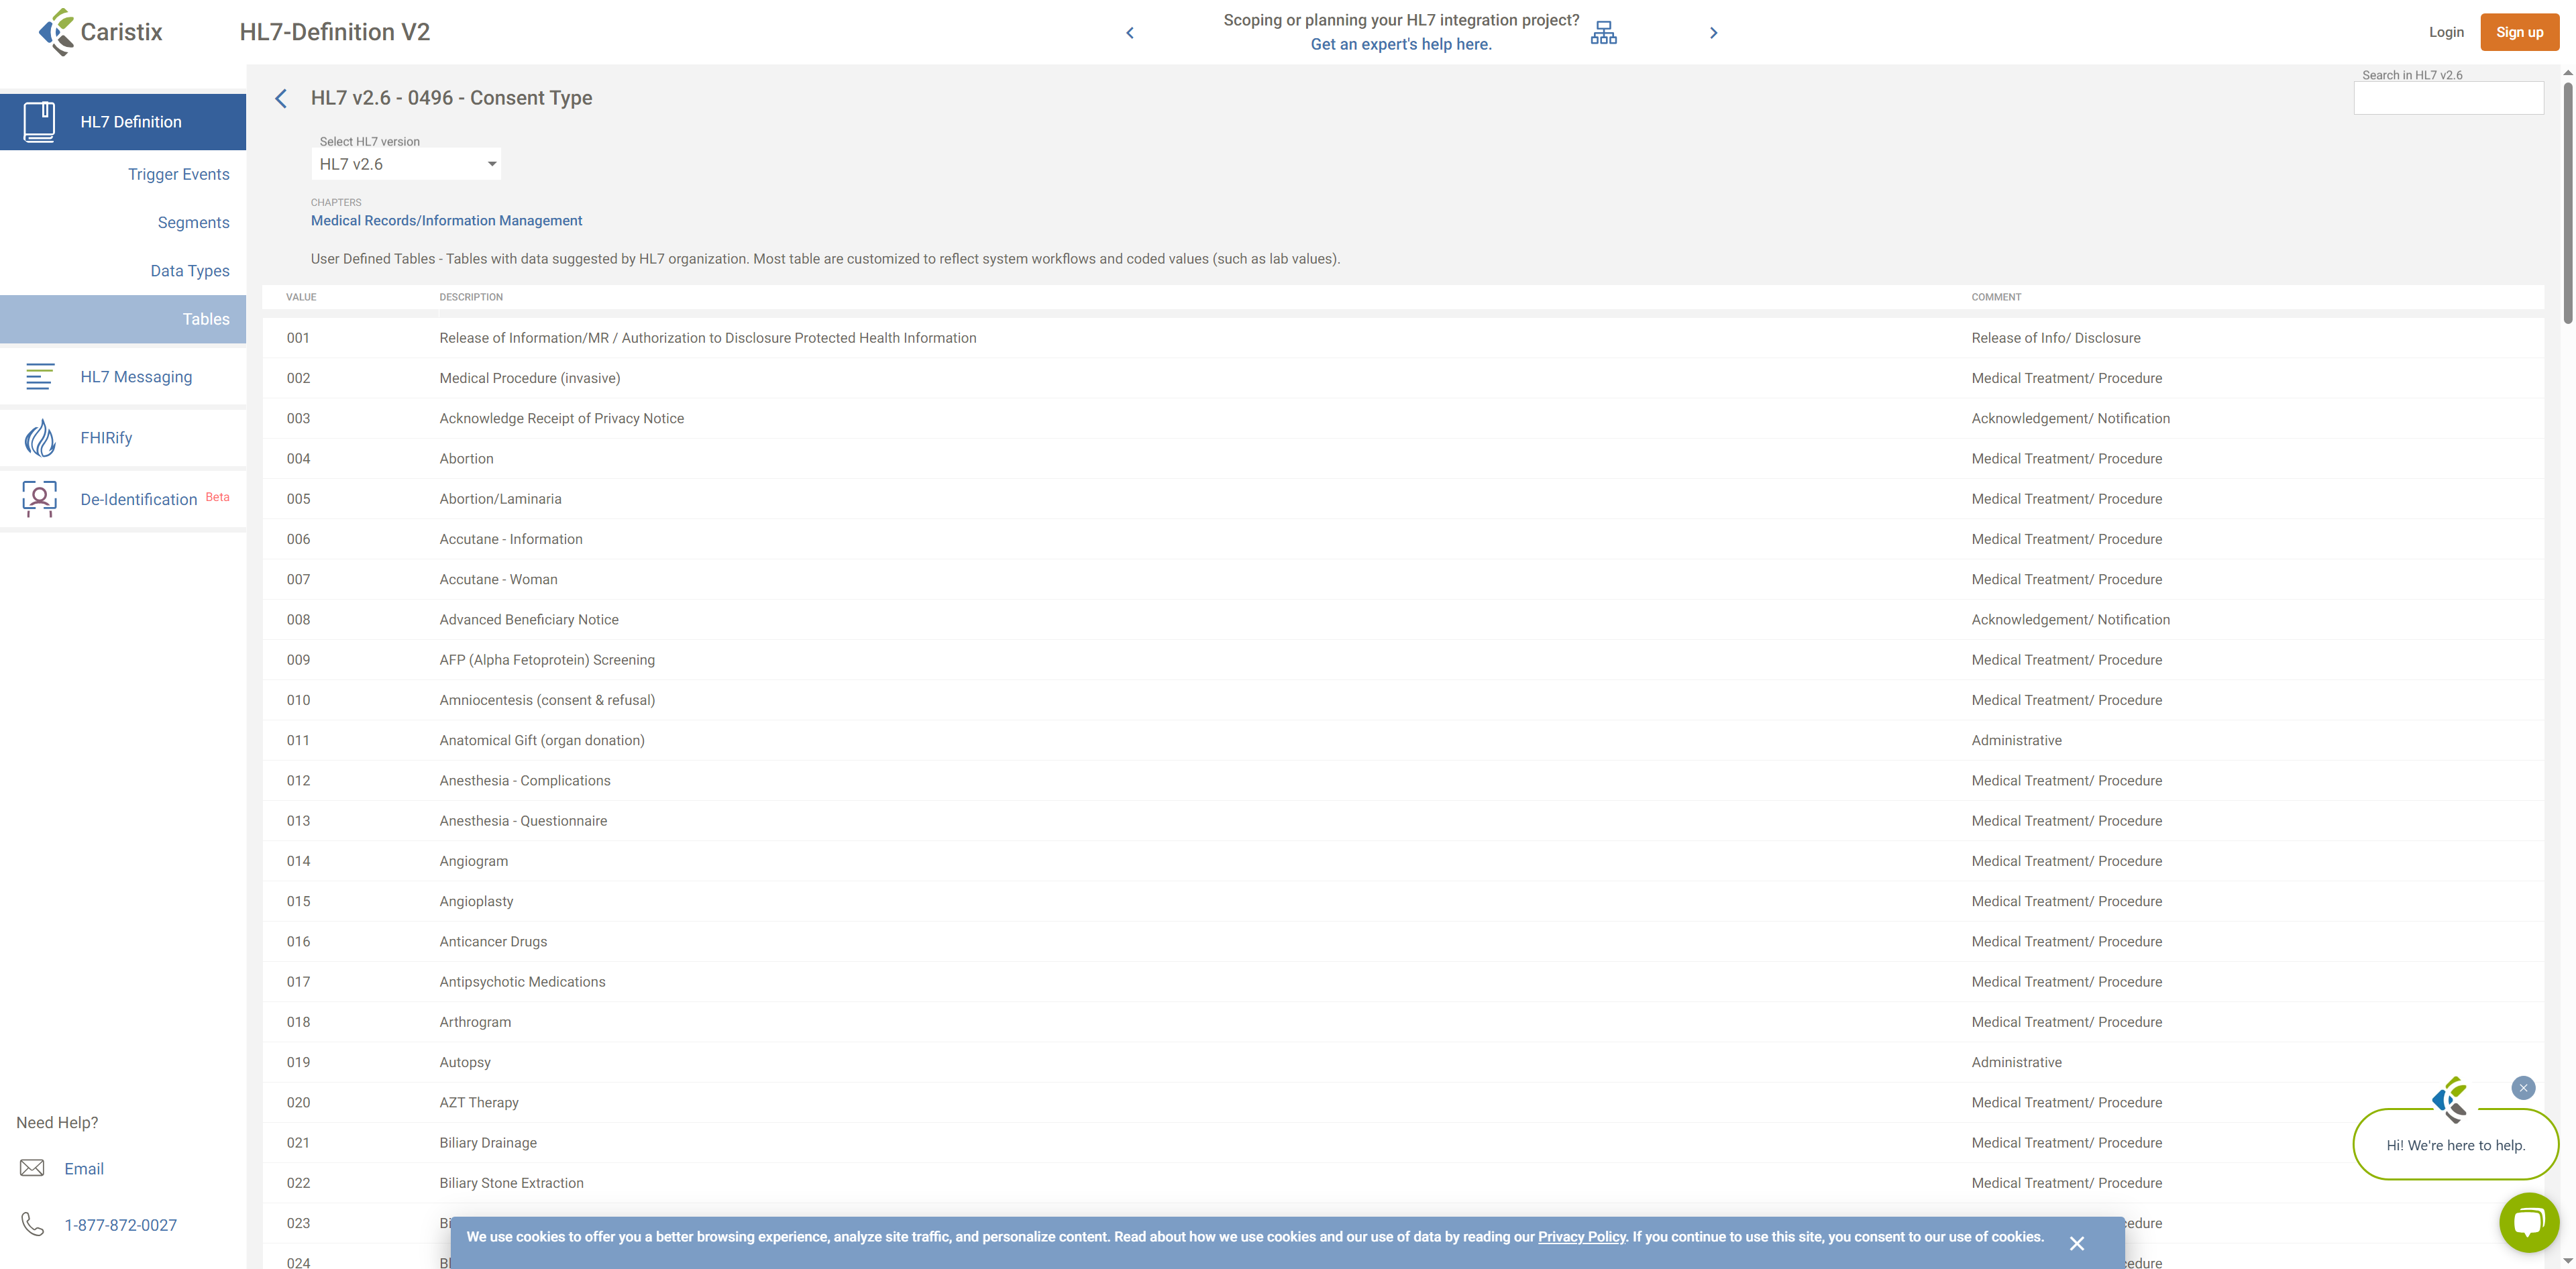 Caristix
HL7-Definition V2
Scoping or planning your HL7 integration project?
Get an expert's help here.
Login
Sign up
HL7 Definition
Trigger Events
Segments
Data Types
Tables
HL7 Messaging
FHIRify
De-Identification Beta
Need Help?
Email
1-877-872-0027
HL7 v2.6 - 0496 - Consent Type
Search in HL7 v2.6
Select HL7 version
HL7 v2.6
CHAPTERS
Medical Records/Information Management
User Defined Tables - Tables with data suggested by HL7 organization. Most table are customized to reflect system workflows and coded values (such as lab values).
VALUE DESCRIPTION COMMENT
001 Release of Information/MR / Authorization to Disclosure Protected Health Information Release of Info/ Disclosure
002 Medical Procedure (invasive) Medical Treatment/ Procedure
003 Acknowledge Receipt of Privacy Notice Acknowledgement/ Notification
004 Abortion Medical Treatment/ Procedure
005 Abortion/Laminaria Medical Treatment/ Procedure
006 Accutane - Information Medical Treatment/ Procedure
007 Accutane - Woman Medical Treatment/ Procedure
008 Advanced Beneficiary Notice Acknowledgement/ Notification
009 AFP (Alpha Fetoprotein) Screening Medical Treatment/ Procedure
010 Amniocentesis (consent & refusal) Medical Treatment/ Procedure
011 Anatomical Gift (organ donation) Administrative
012 Anesthesia - Complications Medical Treatment/ Procedure
013 Anesthesia - Questionnaire Medical Treatment/ Procedure
014 Angiogram Medical Treatment/ Procedure
015 Angioplasty Medical Treatment/ Procedure
016 Anticancer Drugs Medical Treatment/ Procedure
017 Antipsychotic Medications Medical Treatment/ Procedure
018 Arthrogram Medical Treatment/ Procedure
019 Autopsy Administrative
020 AZT Therapy Medical Treatment/ Procedure
021 Biliary Drainage Medical Treatment/ Procedure
022 Biliary Stone Extraction Medical Treatment/ Procedure
023
024
Hi! We're here to help.
We use cookies to offer you a better browsing experience, analyze site traffic, and personalize content. Read about how we use cookies and our use of data by reading our Privacy Policy. If you continue to use this site, you consent to our use of cookies.